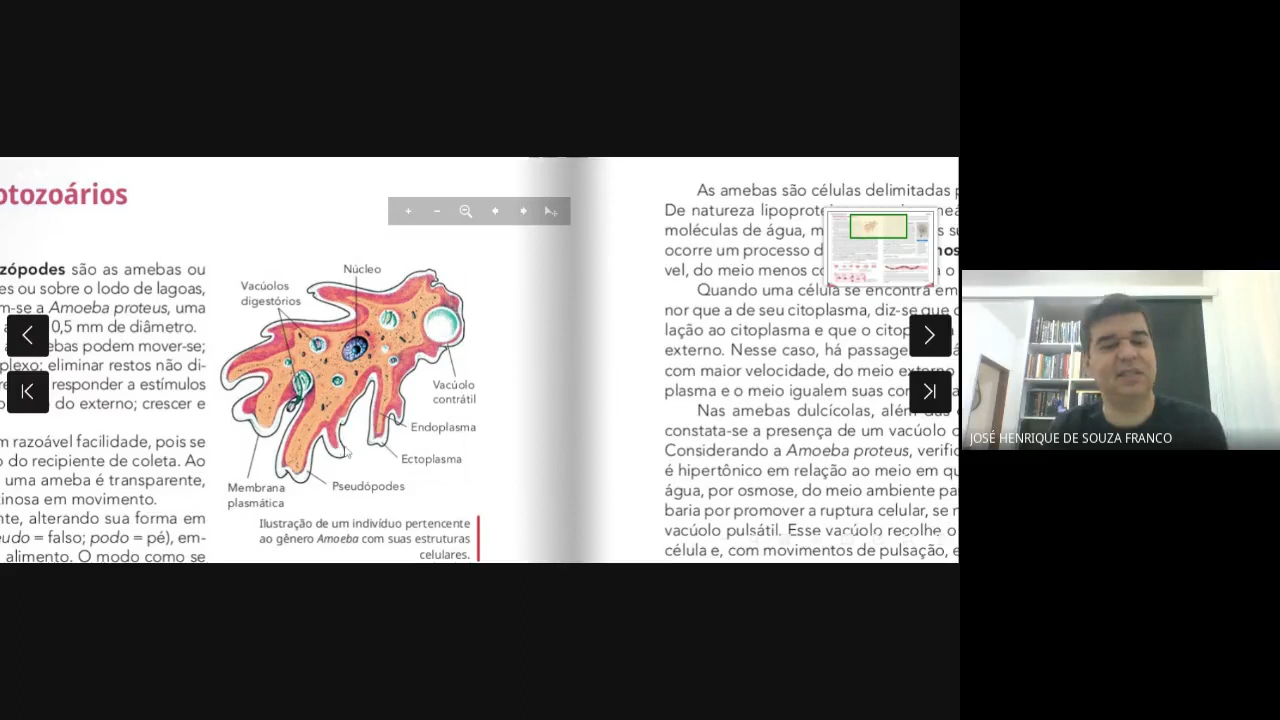 otozoários
zópodes são as amebas ou
es ou sobre o lodo de lagoas,
m-se a Amoeba proteus, uma
0,5 mm de diâmetro.
ebas podem mover-se;
plexo; eliminar restos não di-
responder a estímulos
do externo; crescer e
m razoável facilidade, pois se
o do recipiente de coleta. Ao
uma ameba é transparente,
tinosa em movimento.
nte, alterando sua forma em
eudo = falso; podo = pé), em-
alimento. O modo como se
Núcleo
Vacúolos
digestórios
Vacúolo
contrátil
Endoplasma
Ectoplasma
Pseudópodes
Membrana
plasmática
Ilustração de um indivíduo pertencente
ao gênero Amoeba com suas estruturas
celulares.
As amebas são células delimitadas
De natureza lipoprote
moléculas de água, m
ocorre um processo d
vel, do meio menos
Quando uma célula se encontra em
nor que a de seu citoplasma, diz-se que
lação ao citoplasma e que o citop
externo. Nesse caso, há passage
com maior velocidade, do meio externo
plasma e o meio igualem suas con
Nas amebas dulcícolas, além das
constata-se a presença de um vacúolo
Considerando a Amoeba proteus, verifi
é hipertônico em relação ao meio em qu
água, por osmose, do meio ambiente pa
baria por promover a ruptura celular, se
vacúolo pulsátil. Esse vacúolo recolhe o
célula e, com movimentos de pulsação, e
JOSÉ HENRIQUE DE SOUZA FRANCO